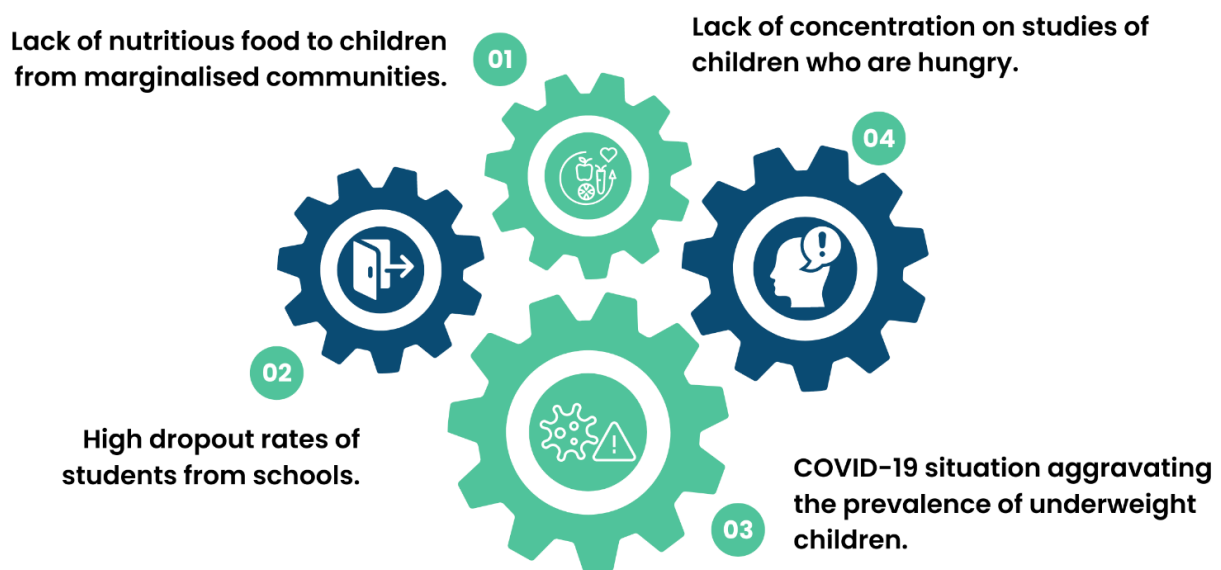 01
Lack of nutritious food to children
from marginalised communities.
02
High dropout rates of
students from schools.
03
COVID-19 situation aggravating
the prevalence of underweight
children.
04
Lack of concentration on studies of
children who are hungry.